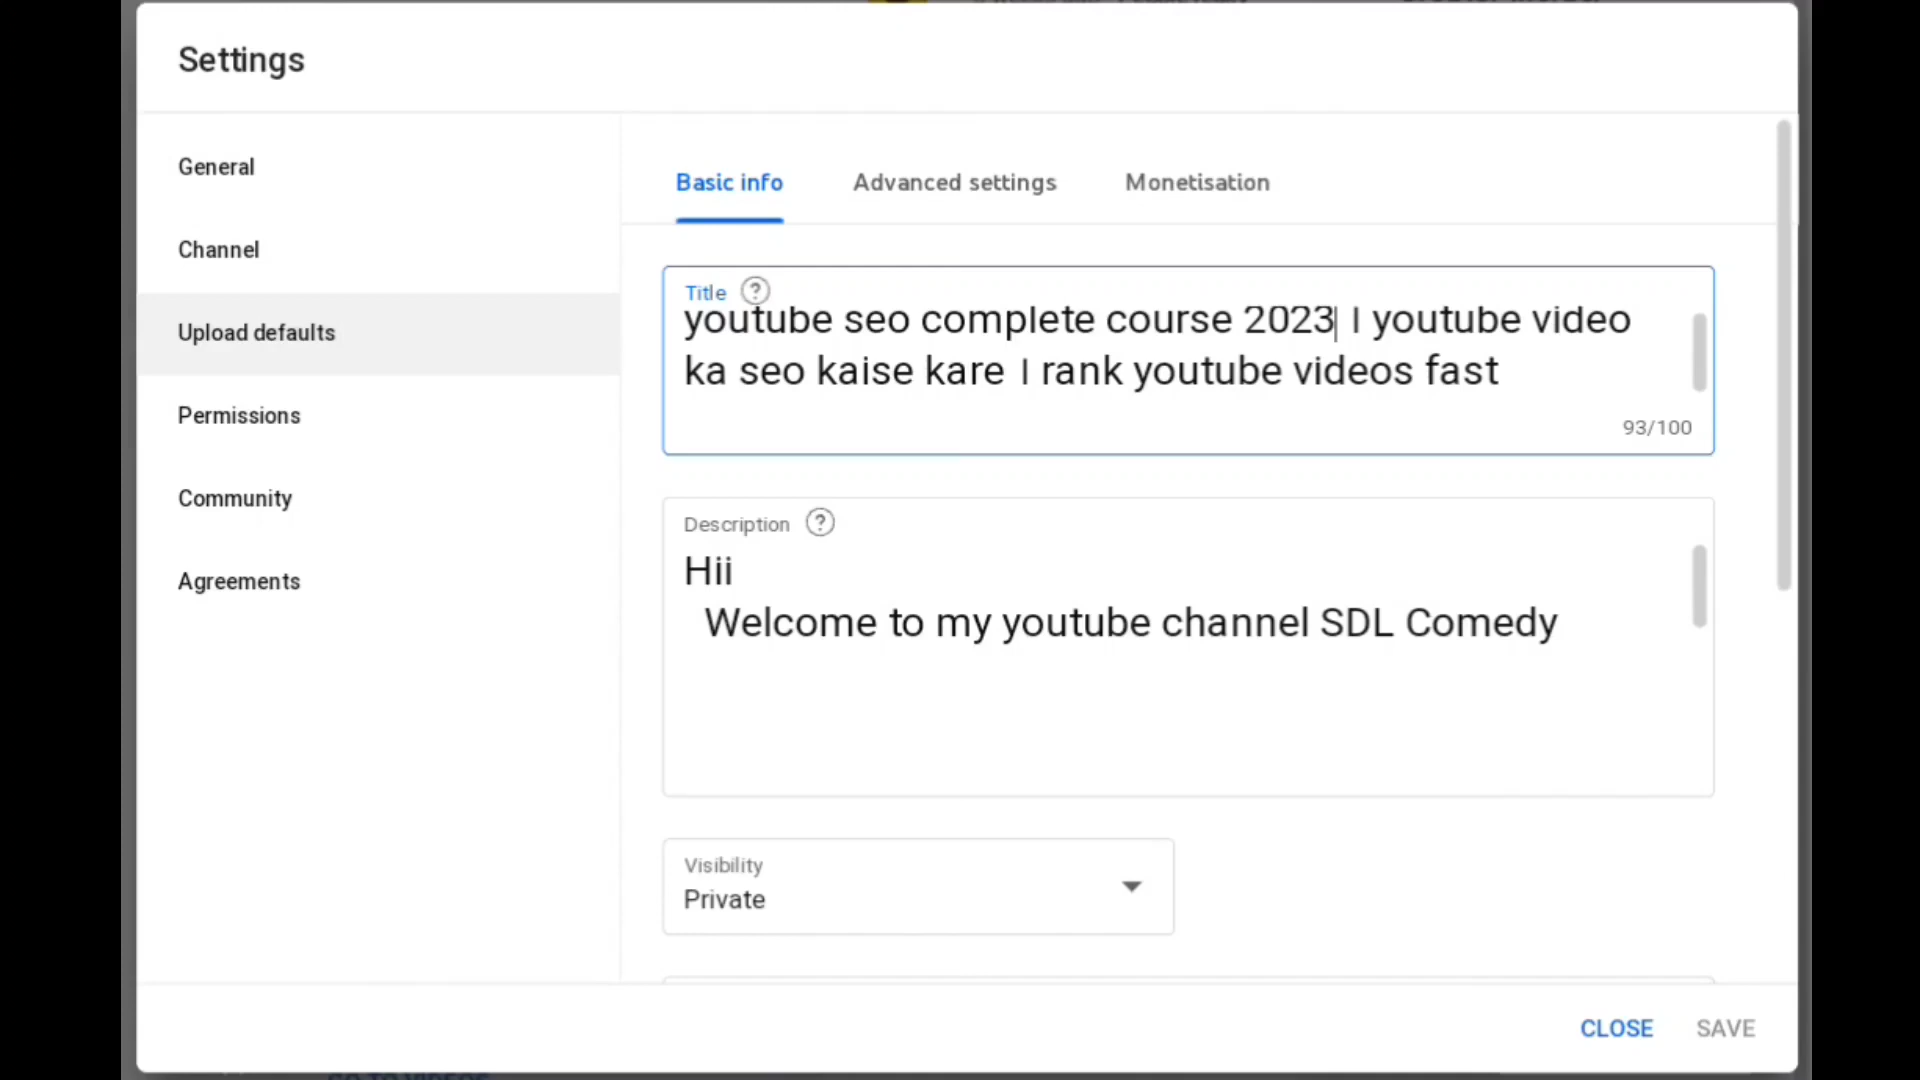 Settings
General
Channel
Upload defaults
Permissions
Community
Agreements
Basic info
Advanced settings
Monetisation
Title ?
youtube seo complete course 2023 I youtube video
ka seo kaise kare I rank youtube videos fast
93/100
Description ?
Hii
Welcome to my youtube channel SDL Comedy
Visibility
Private
CLOSE
SAVE